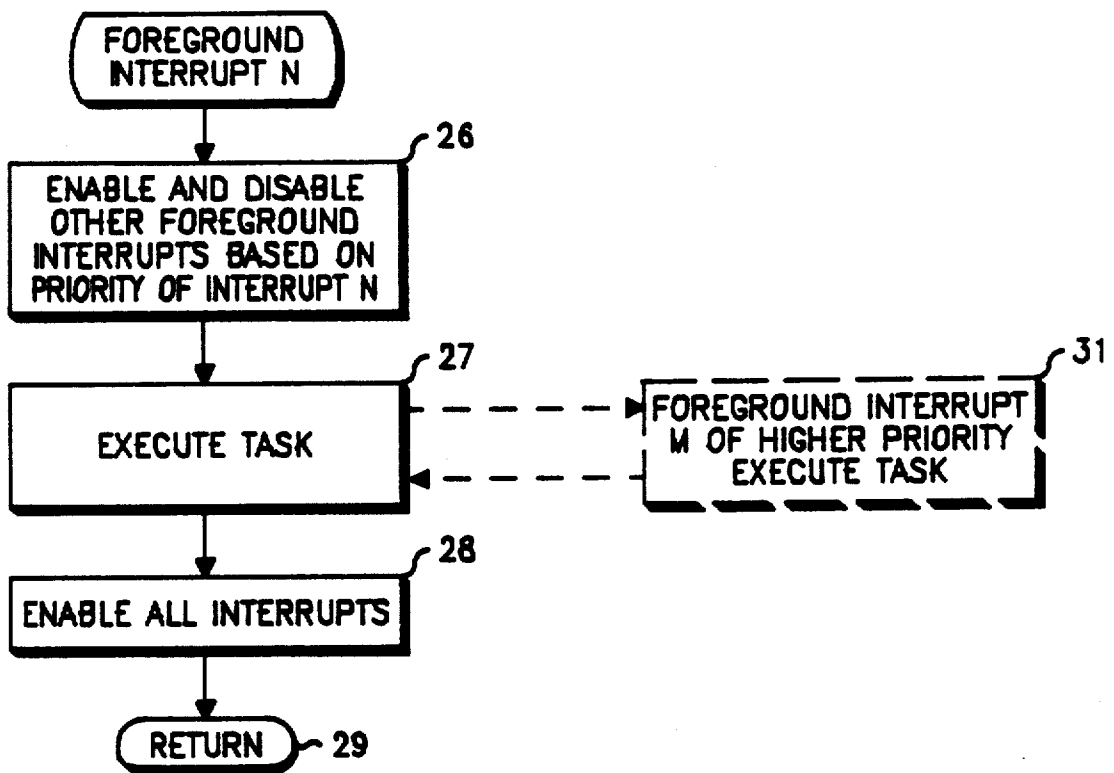 FOREGROUND
INTERRUPT N
26
ENABLE AND DISABLE
OTHER FOREGROUND
INTERRUPTS BASED ON
PRIORITY OF INTERRUPT N
27
EXECUTE TASK
31
FOREGROUND INTERRUPT
M OF HIGHER PRIORITY
EXECUTE TASK
28
ENABLE ALL INTERRUPTS
RETURN
29